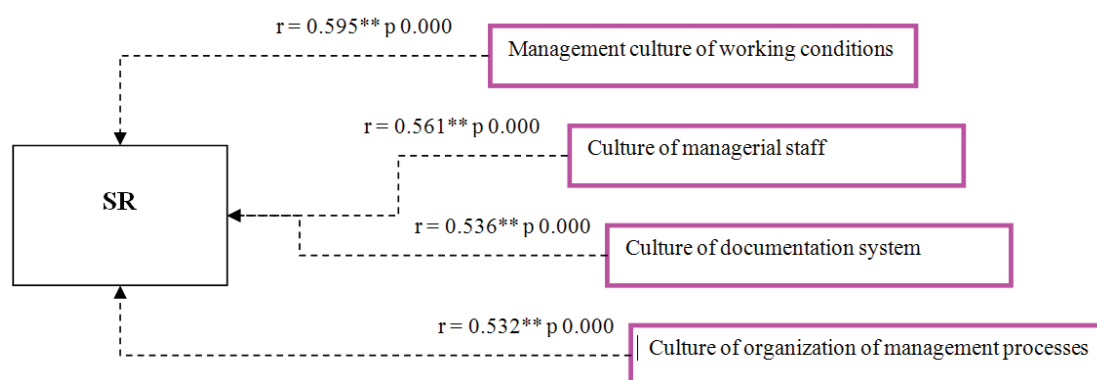 r = 0.595** p 0.000
Management culture of working conditions
r = 0.561** p 0.000
Culture of managerial staff
SR
r = 0.536** p 0.000
Culture of documentation system
r = 0.532** p 0.000
Culture of organization of management processes